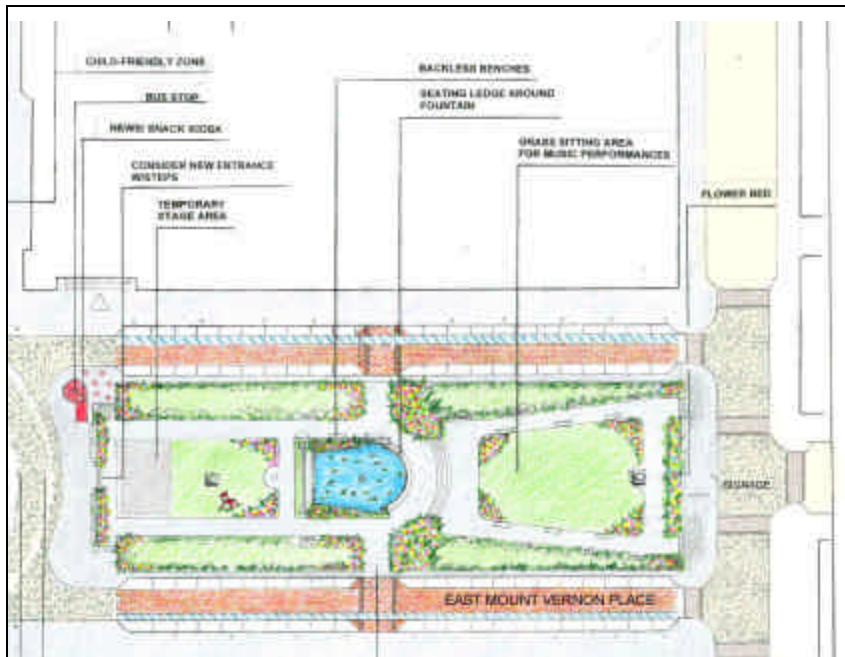 CHILD-FRIENDLY ZONE
BUS STOP
NEWS/ SNACK KIOSK
CONSIDER NEW ENTRANCE
W/STEPS
TEMPORARY
STAGE AREA
BACKLESS BENCHES
SEATING LEDGE AROUND
FOUNTAIN
GRASS SITTING AREA
FOR MUSIC PERFORMANCES
FLOWER BED
SIGNAGE
EAST MOUNT VERNON PLACE